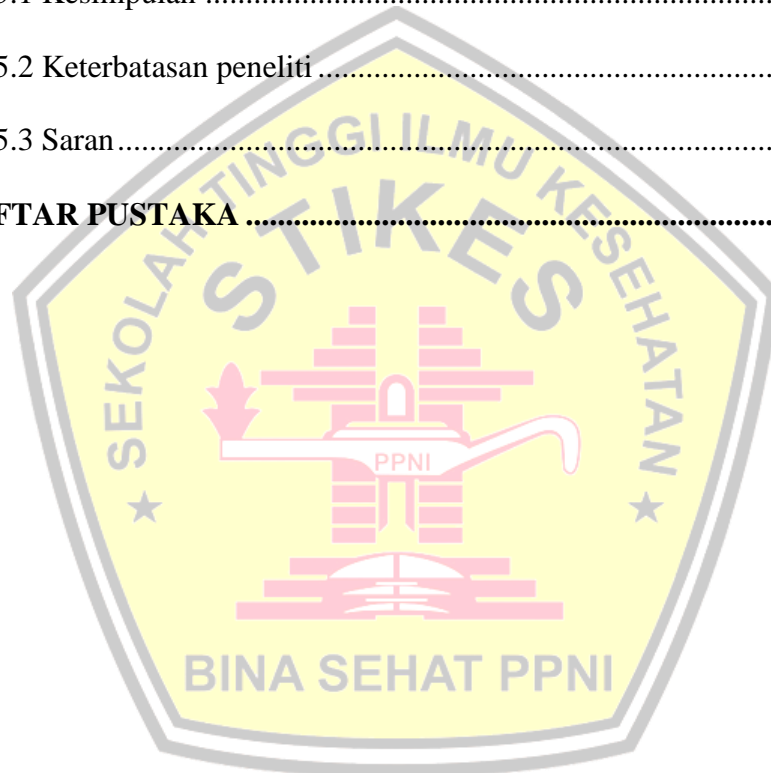 5.1 Kesimpulan ........................................................................
5.2 Keterbatasan peneliti ........................................................................
5.3 Saran ........................................................................
FTAR PUSTAKA ........................................................................
SEKOLAH TINGGI ILMU KESEHATAN
STIKES
PPNI
BINA SEHAT PPNI